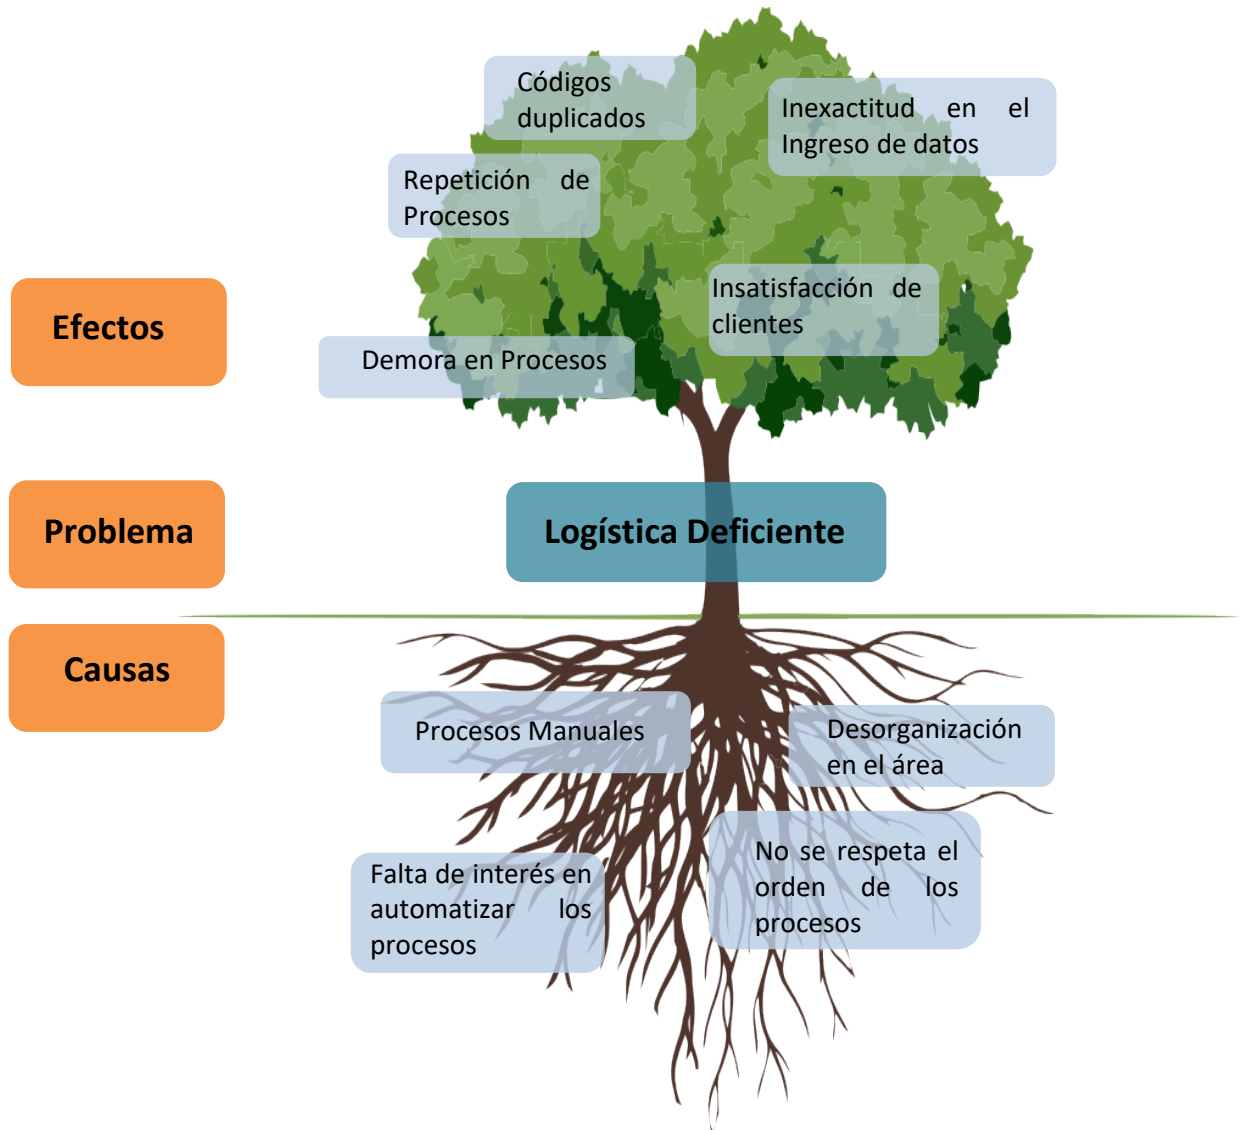 Códigos
duplicados
Inexactitud en el
Ingreso de datos
Repetición de
Procesos
Insatisfacción de
clientes
Efectos
Demora en Procesos
Problema
Logística Deficiente
Causas
Procesos Manuales
Desorganización
en el área
No se respeta el
orden de los
procesos
Falta de interés en
automatizar los
procesos